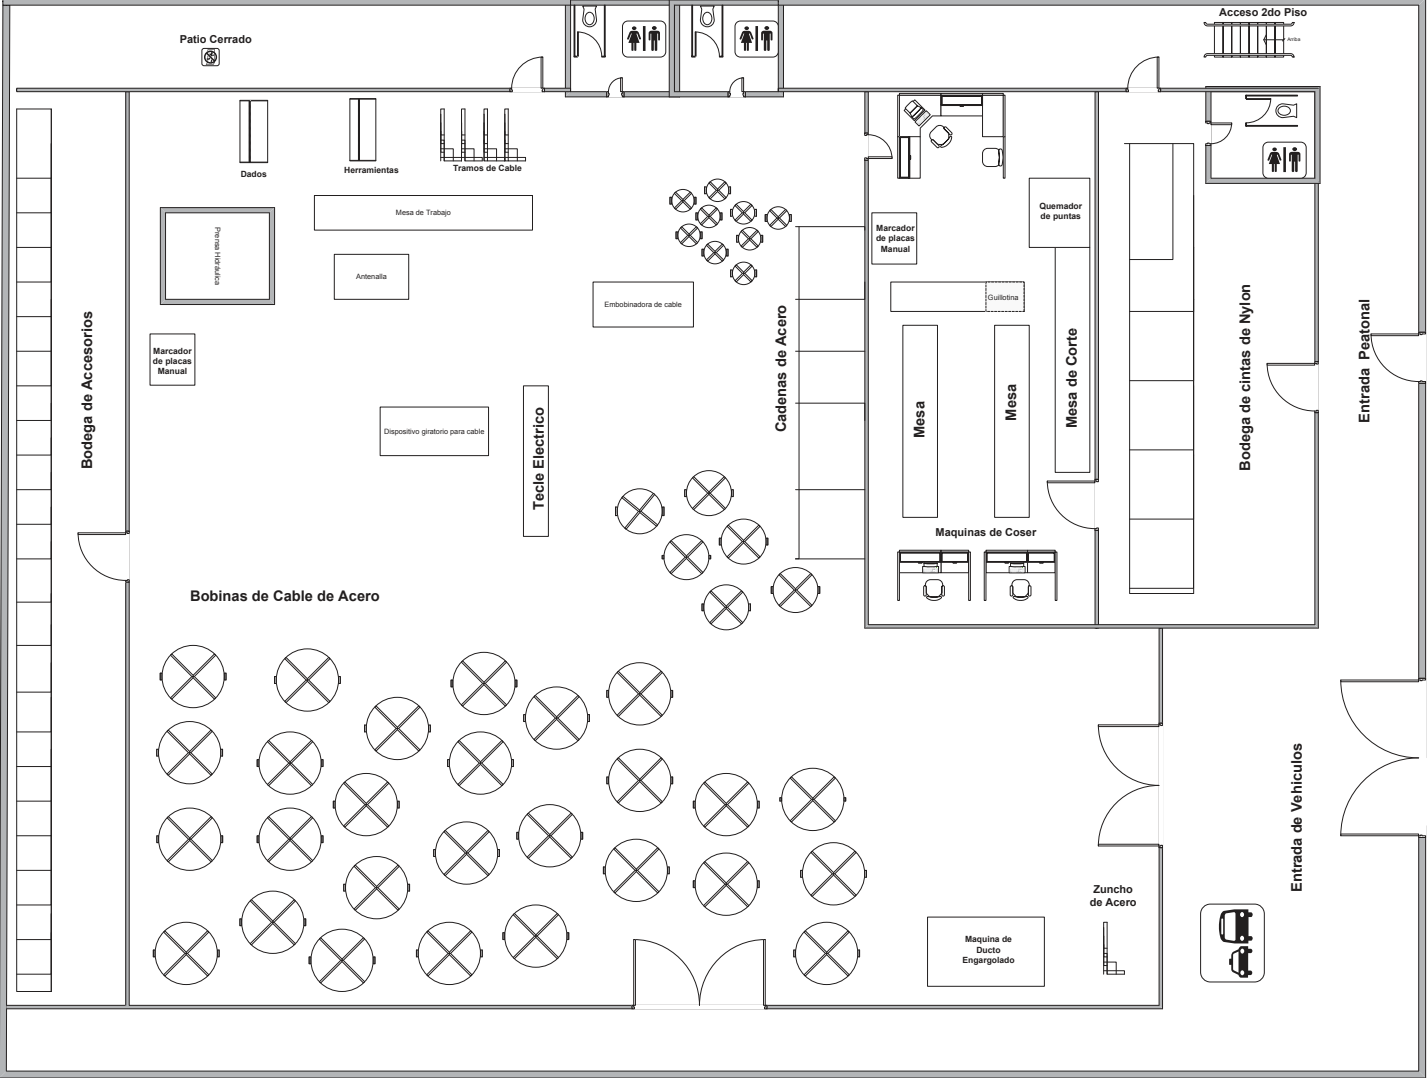 Acceso 2do Piso
Arriba
Patio Cerrado
Dados
Herramientas
Tramos de Cable
Mesa de Trabajo
Prensa Hidráulica
Antenalla
Marcador
de placas
Manual
Embobinadora de cable
Dispositivo giratorio para cable
Tecle Electrico
Bodega de Accesorios
Cadenas de Acero
Marcador
de placas
Manual
Quemador
de puntas
Guillotina
Mesa
Mesa
Mesa de Corte
Maquinas de Coser
Bodega de cintas de Nylon
Entrada Peatonal
Bobinas de Cable de Acero
Entrada de Vehiculos
Zuncho
de Acero
Maquina de
Ducto
Engargolado